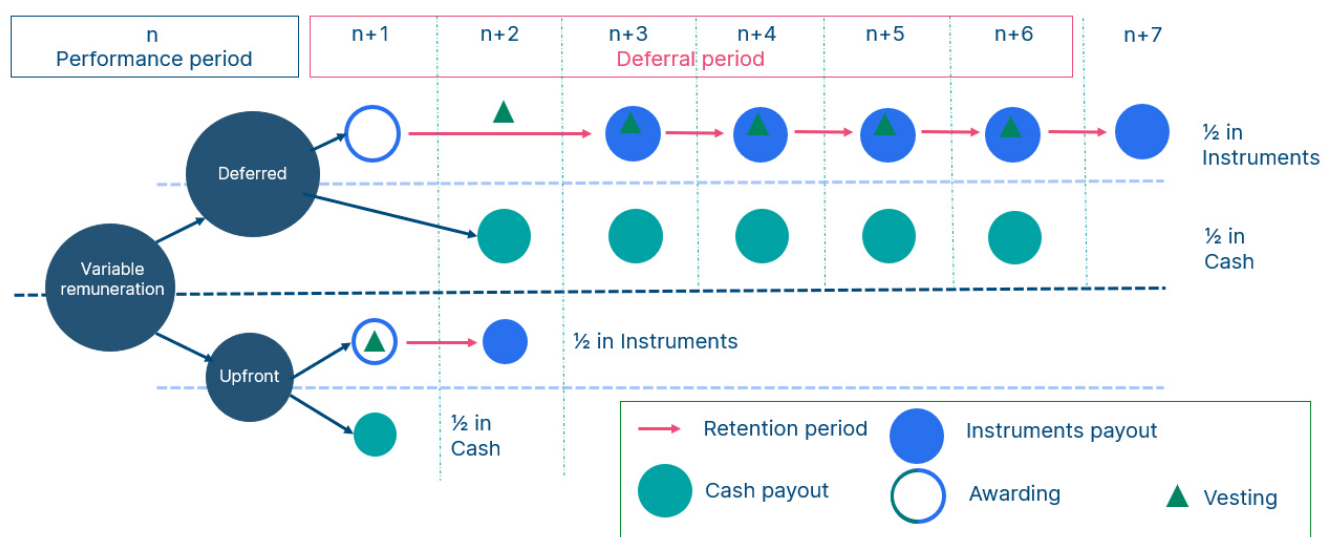 n
Performance period
n+1
n+2
n+3
n+4
n+5
n+6
n+7
Deferral period
Deferred
½ in
Instruments
½ in
Cash
Variable
remuneration
½ in Instruments
Upfront
½ in
Cash
Retention period
Instruments payout
Cash payout
Awarding
Vesting